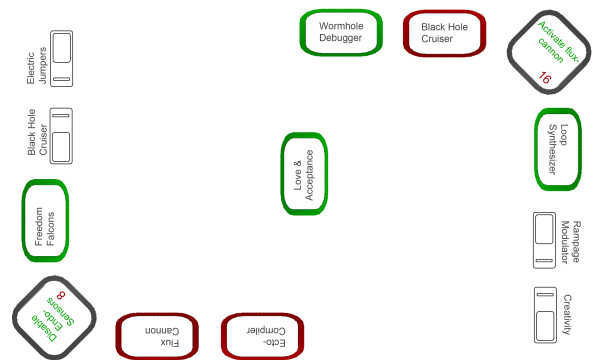 Wormhole
Debugger
Black Hole
Cruiser
Activate flux-
cannon
16
Electric
Jumpers
Black Hole
Cruiser
Love &
Acceptance
Loop
Synthesizer
Freedom
Falcons
Rampage
Modulator
Disable
Endo-
Sensors
8
Flux
Cannon
Ecto-
Compiler
Creativity